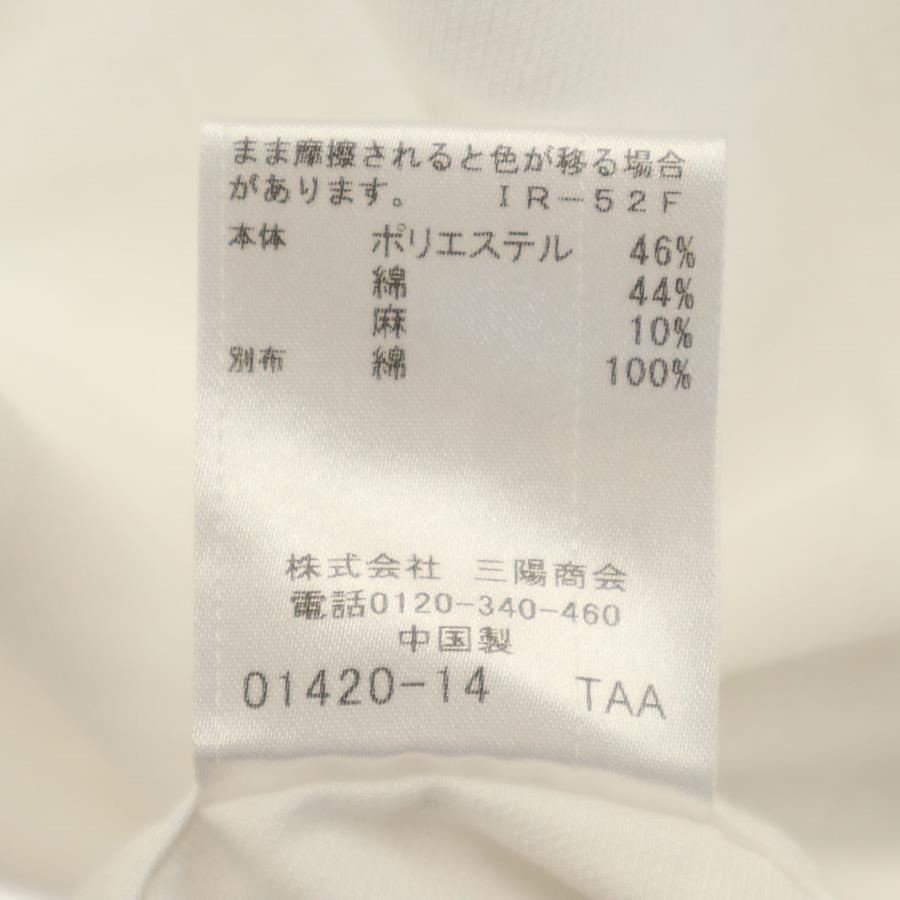 まま摩擦されると色が移る場合
があります。 IR-52F
本体 ポリエステル 46%
綿 44%
麻 10%
別布 綿 100%
株式会社 三陽商会
電話0120-340-460
中国製
01420-14 TAA